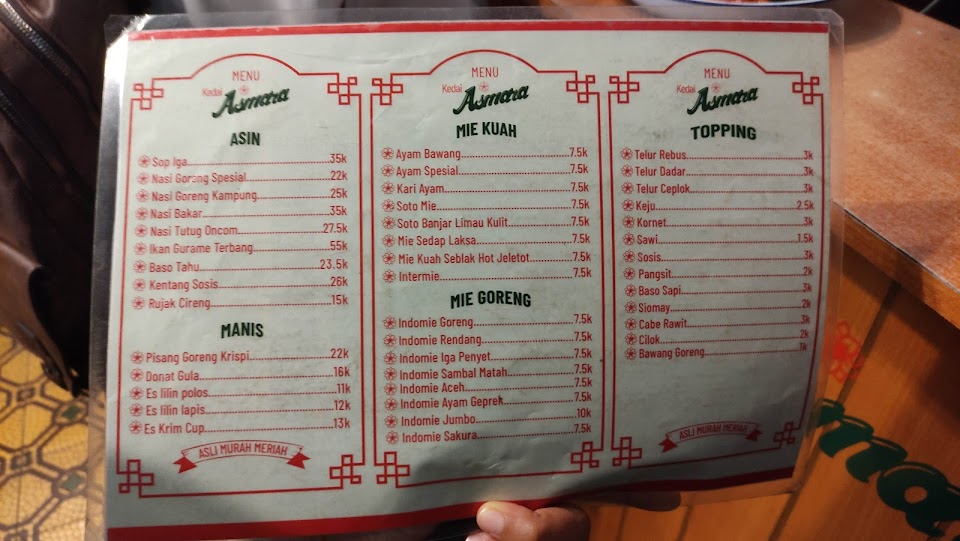 MENU
Kedai Asmara
ASIN
Sop Iga 35k
Nasi Goreng Spesial 22k
Nasi Goreng Kampung 25k
Nasi Bakar 35k
Nasi Tutug Oncom 27.5k
Ikan Gurame Terbang 55k
Baso Tahu 23.5k
Kentang Sosis 26k
Rujak Cireng 15k
MANIS
Pisang Goreng Krispi 22k
Donat Gula 16k
Es lilin polos 11k
Es lilin lapis 12k
Es Krim Cup 13k
ASLI MURAH MERIAH
MENU
Kedai Asmara
MIE KUAH
Ayam Bawang 7.5k
Ayam Spesial 7.5k
Kari Ayam 7.5k
Soto Mie 7.5k
Soto Banjar Limau Kulit 7.5k
Mie Sedap Laksa 7.5k
Mie Kuah Seblak Hot Jeletot 7.5k
Intermie 7.5k
MIE GORENG
Indomie Goreng 7.5k
Indomie Rendang 7.5k
Indomie Iga Penyet 7.5k
Indomie Sambal Matah 7.5k
Indomie Aceh 7.5k
Indomie Ayam Geprek 7.5k
Indomie Jumbo 10k
Indomie Sakura 7.5k
MENU
Kedai Asmara
TOPPING
Telur Rebus 3k
Telur Dadar 3k
Telur Ceplok 3k
Keju 2.5k
Kornet 3k
Sawi 1.5k
Sosis 3k
Pangsit 2k
Baso Sapi 3k
Siomay 2k
Cabe Rawit 3k
Cilok 2k
Bawang Goreng 1k
ASLI MURAH MERIAH